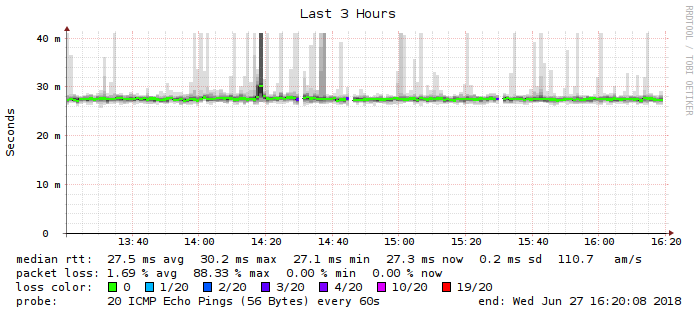 Last 3 Hours
RRDTOOL / TOBI OETIKER
Seconds
40 m
30 m
20 m
10 m
0
13:40 14:00 14:20 14:40 15:00 15:20 15:40 16:00 16:20
median rtt: 27.5 ms avg 30.2 ms max 27.1 ms min 27.3 ms now 0.2 ms sd 110.7 am/s
packet loss: 1.69 % avg 88.33 % max 0.00 % min 0.00 % now
loss color: 0 1/20 2/20 3/20 4/20 10/20 19/20
probe: 20 ICMP Echo Pings (56 Bytes) every 60s end: Wed Jun 27 16:20:08 2018